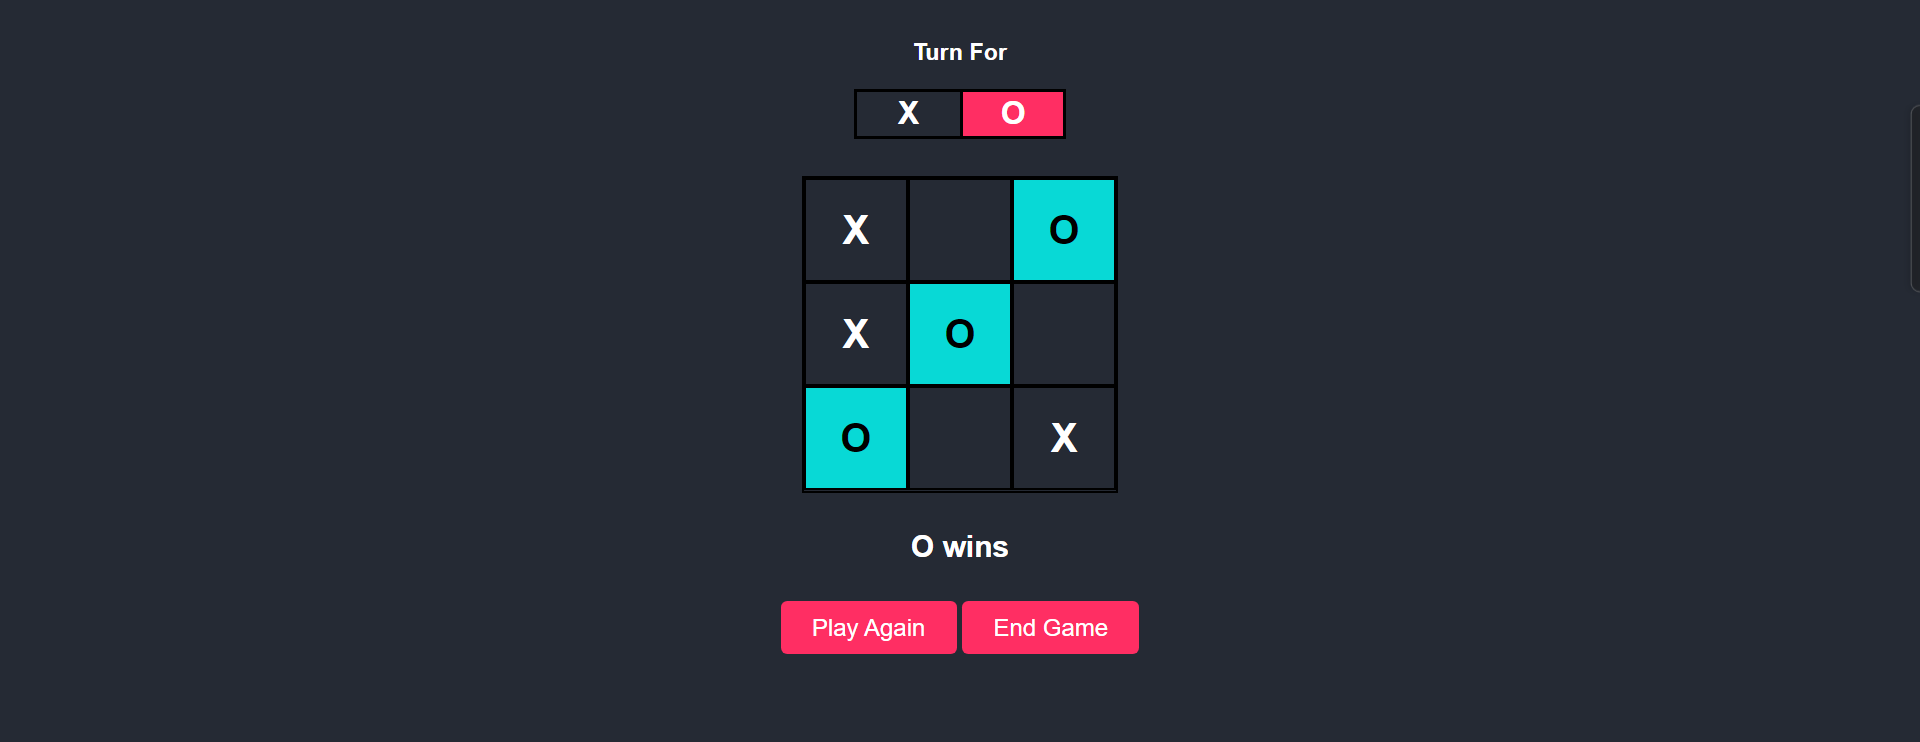 Turn For
X O
X O
X O
O X
O wins
Play Again End Game